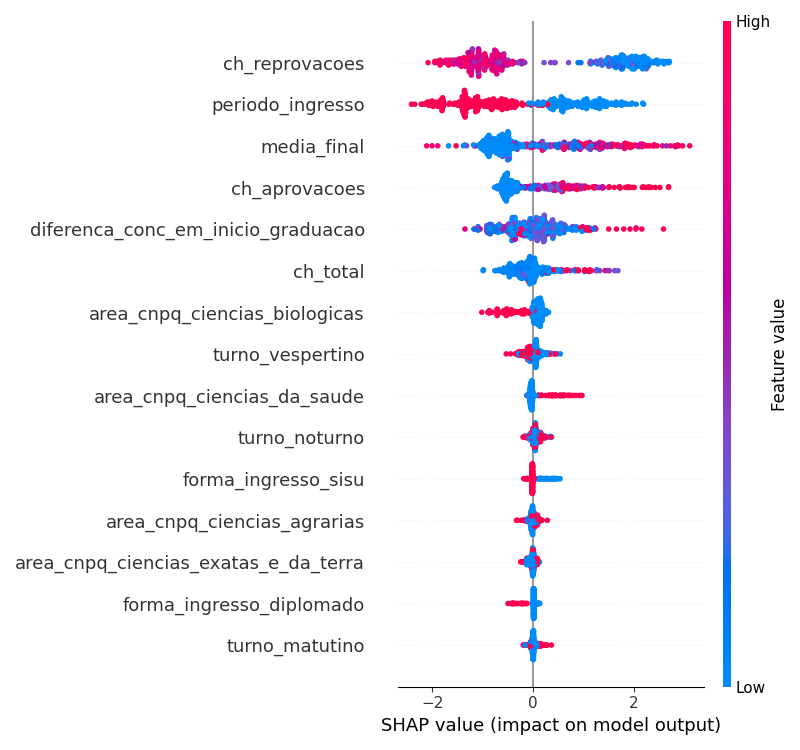 High
ch_reprovacoes
periodo_ingresso
media_final
ch_aprovacoes
diferenca_conc_em_inicio_graduacao
ch_total
area_cnpq_ciencias_biologicas
turno_vespertino
area_cnpq_ciencias_da_saude
turno_noturno
forma_ingresso_sisu
area_cnpq_ciencias_agrarias
area_cnpq_ciencias_exatas_e_da_terra
forma_ingresso_diplomado
turno_matutino
Feature value
Low
−2 0 2
SHAP value (impact on model output)